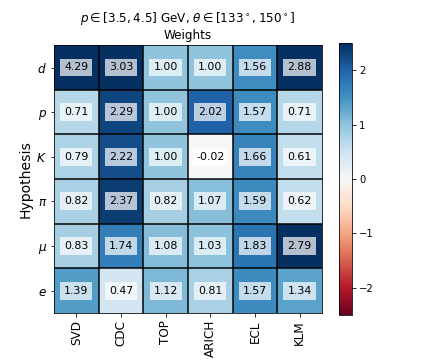 p ∈ [3.5, 4.5] GeV, θ ∈ [133°, 150°]
Weights
Hypothesis
d 4.29 3.03 1.00 1.00 1.56 2.88
p 0.71 2.29 1.00 2.02 1.57 0.71
K 0.79 2.22 1.00 -0.02 1.66 0.61
π 0.82 2.37 0.82 1.07 1.59 0.62
μ 0.83 1.74 1.08 1.03 1.83 2.79
e 1.39 0.47 1.12 0.81 1.57 1.34
SVD CDC TOP ARICH ECL KLM
2
1
0
−1
−2